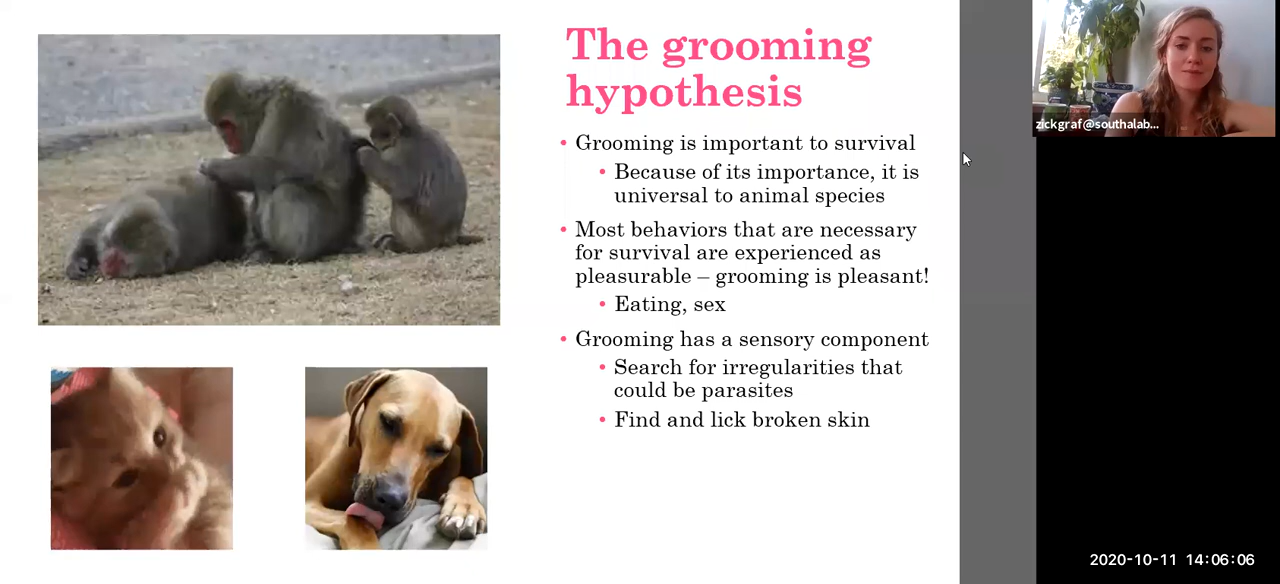 The grooming
hypothesis
• Grooming is important to survival
• Because of its importance, it is
universal to animal species
• Most behaviors that are necessary
for survival are experienced as
pleasurable – grooming is pleasant!
• Eating, sex
• Grooming has a sensory component
• Search for irregularities that
could be parasites
• Find and lick broken skin
zickgraf@southalab...
2020-10-11 14:06:06